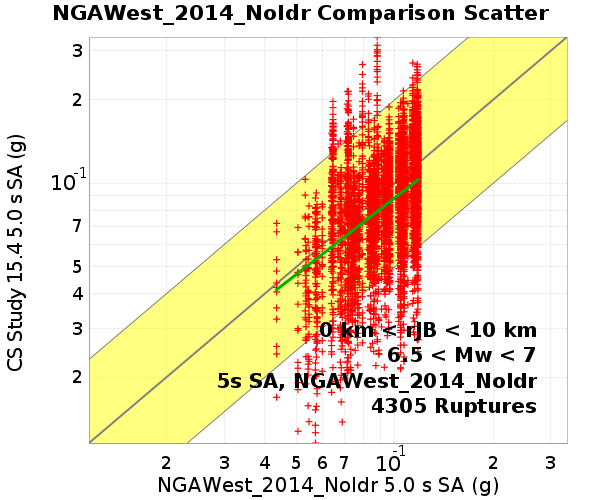 NGAWest_2014_NoIdr Comparison Scatter
CS Study 15.4 5.0 s SA (g)
3
2
10-1
7
5
4
3
2
0 km < rJB < 10 km
6.5 < Mw < 7
5s SA, NGAWest_2014_NoIdr
4305 Ruptures
2 3 4 5 6 7 10-1 2 3
NGAWest_2014_NoIdr 5.0 s SA (g)